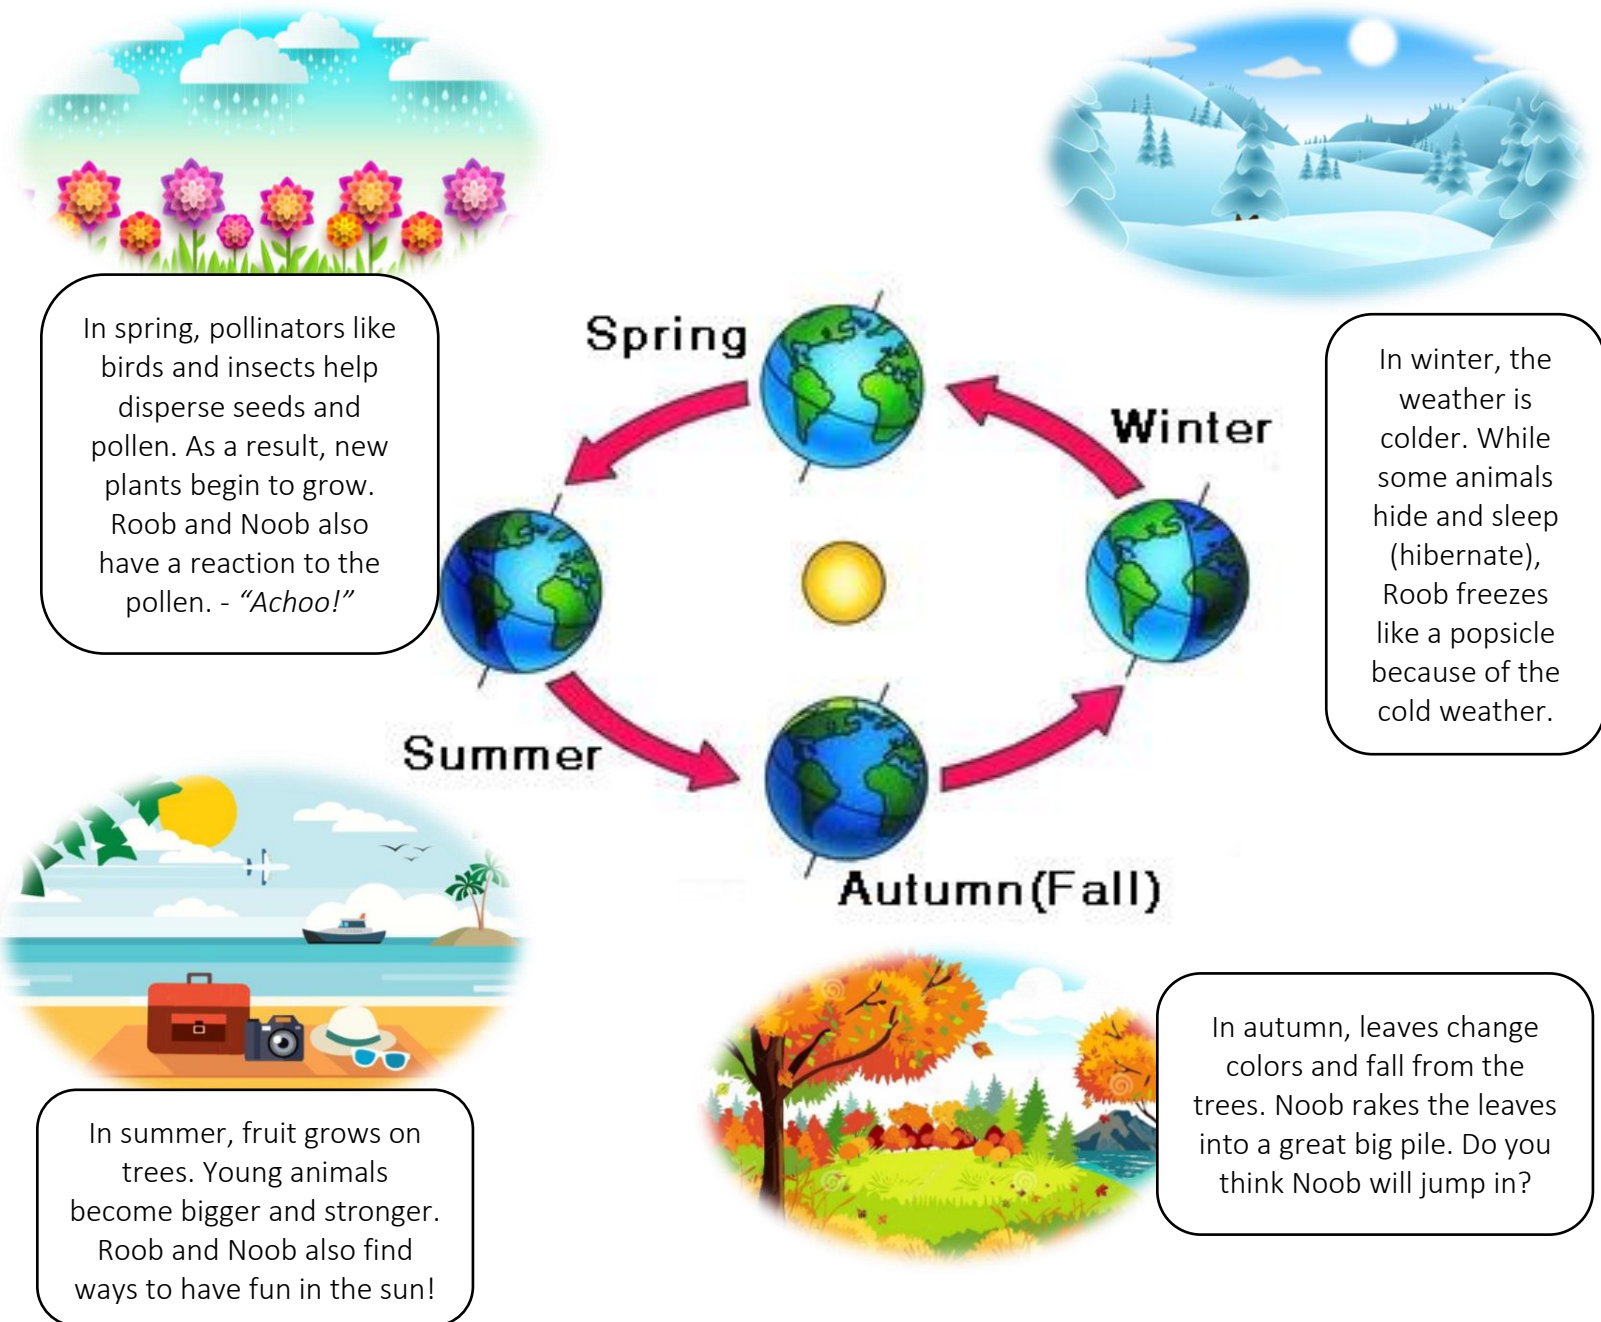 In spring, pollinators like
birds and insects help
disperse seeds and
pollen. As a result, new
plants begin to grow.
Roob and Noob also
have a reaction to the
pollen. - “Achoo!”
Spring
Winter
In winter, the
weather is
colder. While
some animals
hide and sleep
(hibernate),
Roob freezes
like a popsicle
because of the
cold weather.
Summer
Autumn(Fall)
In summer, fruit grows on
trees. Young animals
become bigger and stronger.
Roob and Noob also find
ways to have fun in the sun!
In autumn, leaves change
colors and fall from the
trees. Noob rakes the leaves
into a great big pile. Do you
think Noob will jump in?